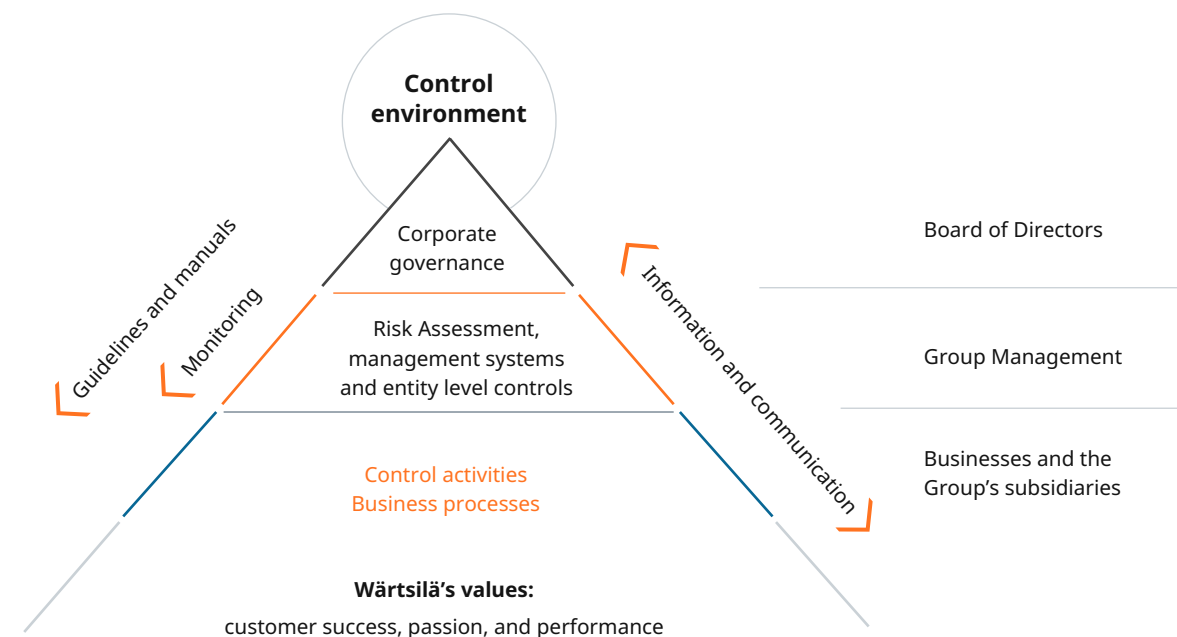 Control
environment
Corporate
governance
Risk Assessment,
management systems
and entity level controls
Control activities
Business processes
Wärtsilä’s values:
customer success, passion, and performance
Guidelines and manuals
Monitoring
Information and communication
Board of Directors
Group Management
Businesses and the
Group’s subsidiaries